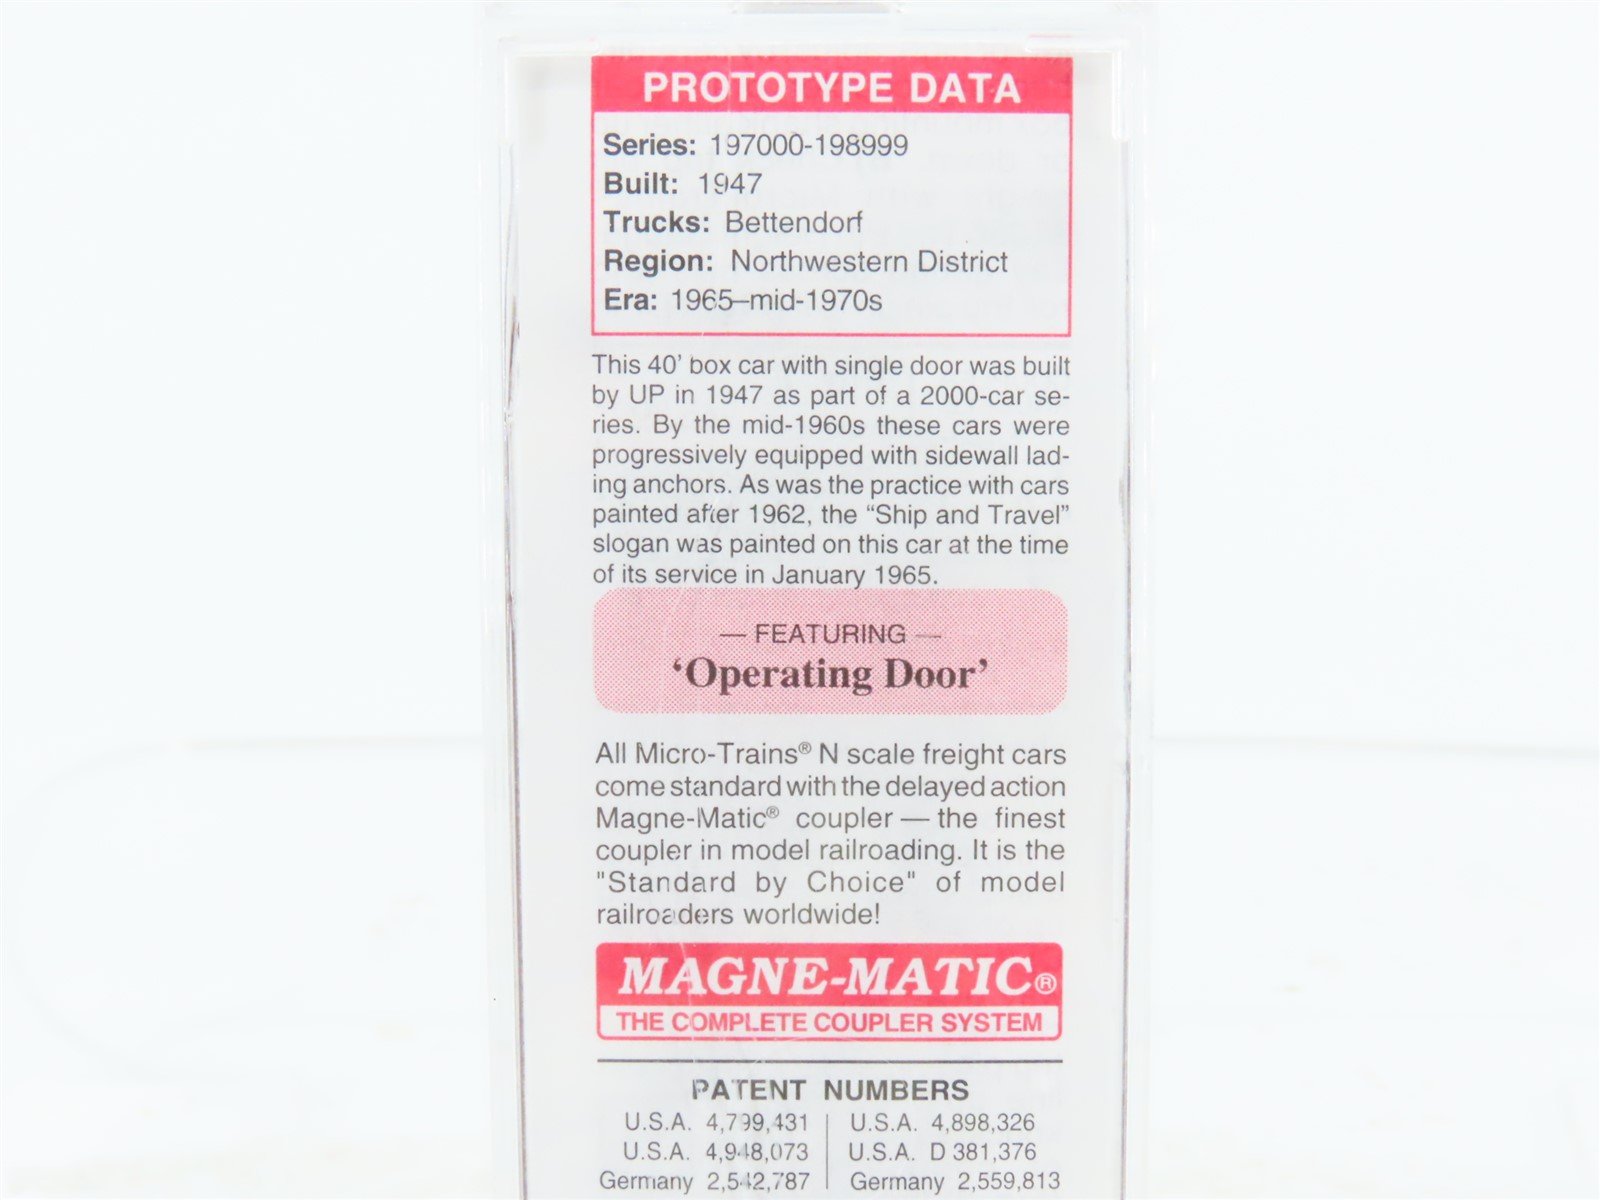 PROTOTYPE DATA
Series: 197000-198999
Built: 1947
Trucks: Bettendorf
Region: Northwestern District
Era: 1965–mid-1970s
This 40' box car with single door was built
by UP in 1947 as part of a 2000-car se-
ries. By the mid-1960s these cars were
progressively equipped with sidewall lad-
ing anchors. As was the practice with cars
painted after 1962, the “Ship and Travel”
slogan was painted on this car at the time
of its service in January 1965.
— FEATURING —
‘Operating Door’
All Micro-Trains® N scale freight cars
come standard with the delayed action
Magne-Matic® coupler — the finest
coupler in model railroading. It is the
"Standard by Choice" of model
railroaders worldwide!
MAGNE-MATIC®
THE COMPLETE COUPLER SYSTEM
PATENT NUMBERS
U.S.A. 4,799,431 | U.S.A. 4,898,326
U.S.A. 4,948,073 | U.S.A. D 381,376
Germany 2,542,787 | Germany 2,559,813